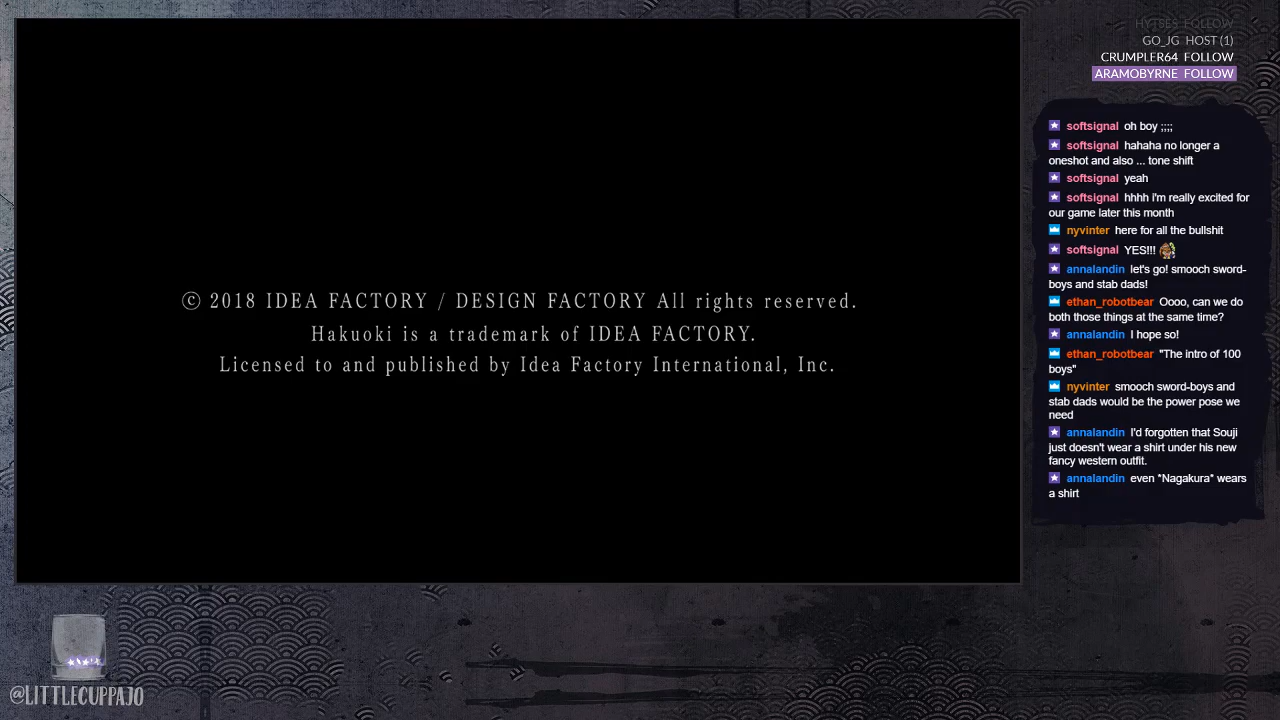 HYTEES FOLLOW
GO_JG HOST (1)
CRUMPLER64 FOLLOW
ARAMOBYRNE FOLLOW
© 2018 IDEA FACTORY / DESIGN FACTORY All rights reserved.
Hakuoki is a trademark of IDEA FACTORY.
Licensed to and published by Idea Factory International, Inc.
softsignal oh boy ;;;;
softsignal hahaha no longer a
oneshot and also ... tone shift
softsignal yeah
softsignal hhhh i'm really excited for
our game later this month
nyvinter here for all the bullshit
softsignal YES!!!
annalandin let's go! smooch sword-
boys and stab dads!
ethan_robotbear Oooo, can we do
both those things at the same time?
annalandin I hope so!
ethan_robotbear "The intro of 100
boys"
nyvinter smooch sword-boys and
stab dads would be the power pose we
need
annalandin I'd forgotten that Souji
just doesn't wear a shirt under his new
fancy western outfit.
annalandin even *Nagakura* wears
a shirt
@LITTLECUPPAJO